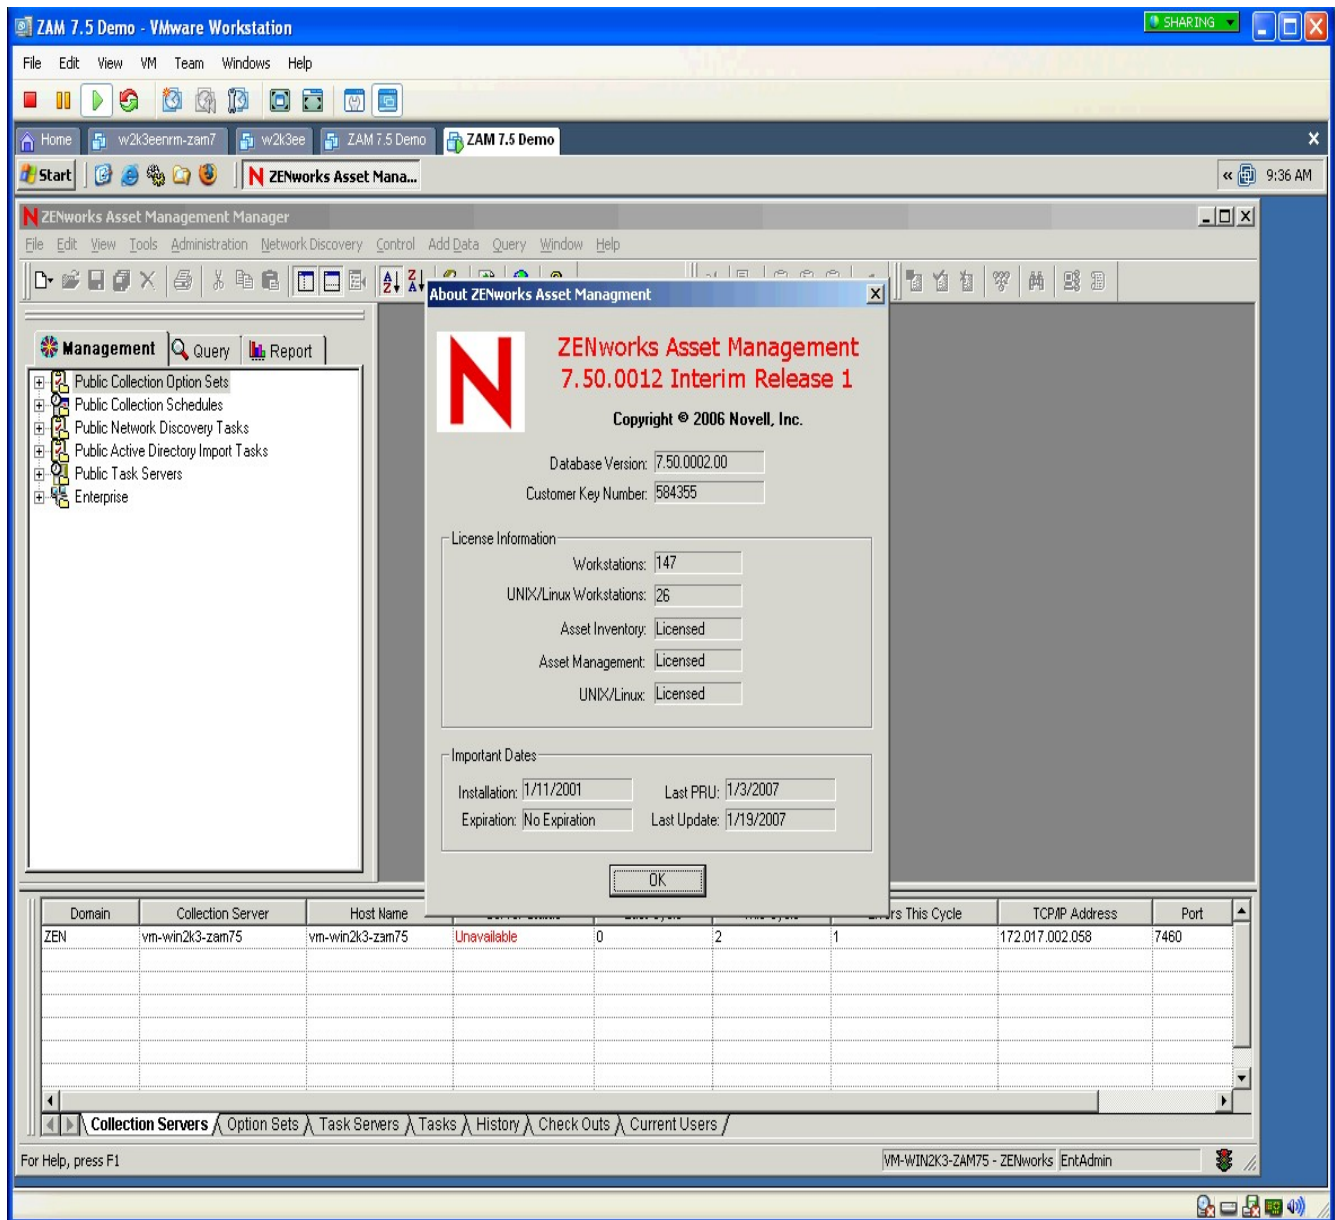 ZAM 7.5 Demo - VMware Workstation
SHARING
File Edit View VM Team Windows Help
Home w2k3eenrm-zam7 w2k3ee ZAM 7.5 Demo ZAM 7.5 Demo
Start ZENworks Asset Mana... 9:36 AM
ZENworks Asset Management Manager
File Edit View Tools Administration Network Discovery Control Add Data Query Window Help
About ZENworks Asset Managment
Management Query Report
Public Collection Option Sets
Public Collection Schedules
Public Network Discovery Tasks
Public Active Directory Import Tasks
Public Task Servers
Enterprise
N
ZENworks Asset Management
7.50.0012 Interim Release 1
Copyright © 2006 Novell, Inc.
Database Version: 7.50.0002.00
Customer Key Number: 584355
License Information
Workstations: 147
UNIX/Linux Workstations: 26
Asset Inventory: Licensed
Asset Management: Licensed
UNIX/Linux: Licensed
Important Dates
Installation: 1/11/2001 Last PRU: 1/3/2007
Expiration: No Expiration Last Update: 1/19/2007
OK
Domain Collection Server Host Name This Cycle TCP/IP Address Port
ZEN vm-win2k3-zam75 vm-win2k3-zam75 Unavailable 0 2 1 172.017.002.058 7460
Collection Servers Option Sets Task Servers Tasks History Check Outs Current Users
For Help, press F1 VM-WIN2K3-ZAM75 - ZENworks EntAdmin